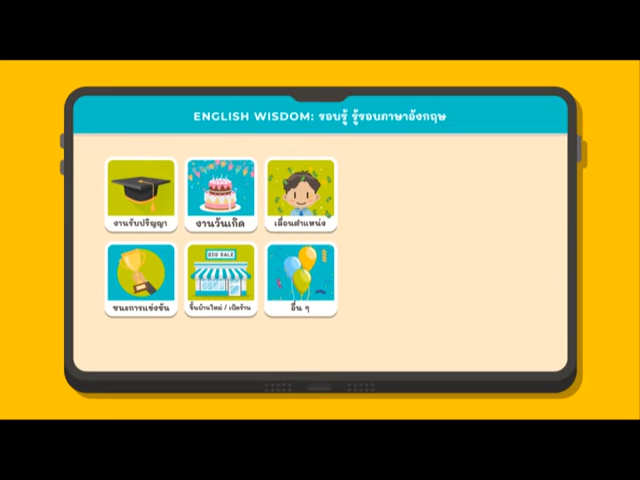 ENGLISH WISDOM: รอบรู้ รู้รอบภาษาอังกฤษ
งานรับปริญญา
งานวันเกิด
เลื่อนตำแหน่ง
BIG SALE
ชนะการแข่งขัน
ขึ้นบ้านใหม่ / เปิดร้าน
อื่น ๆ